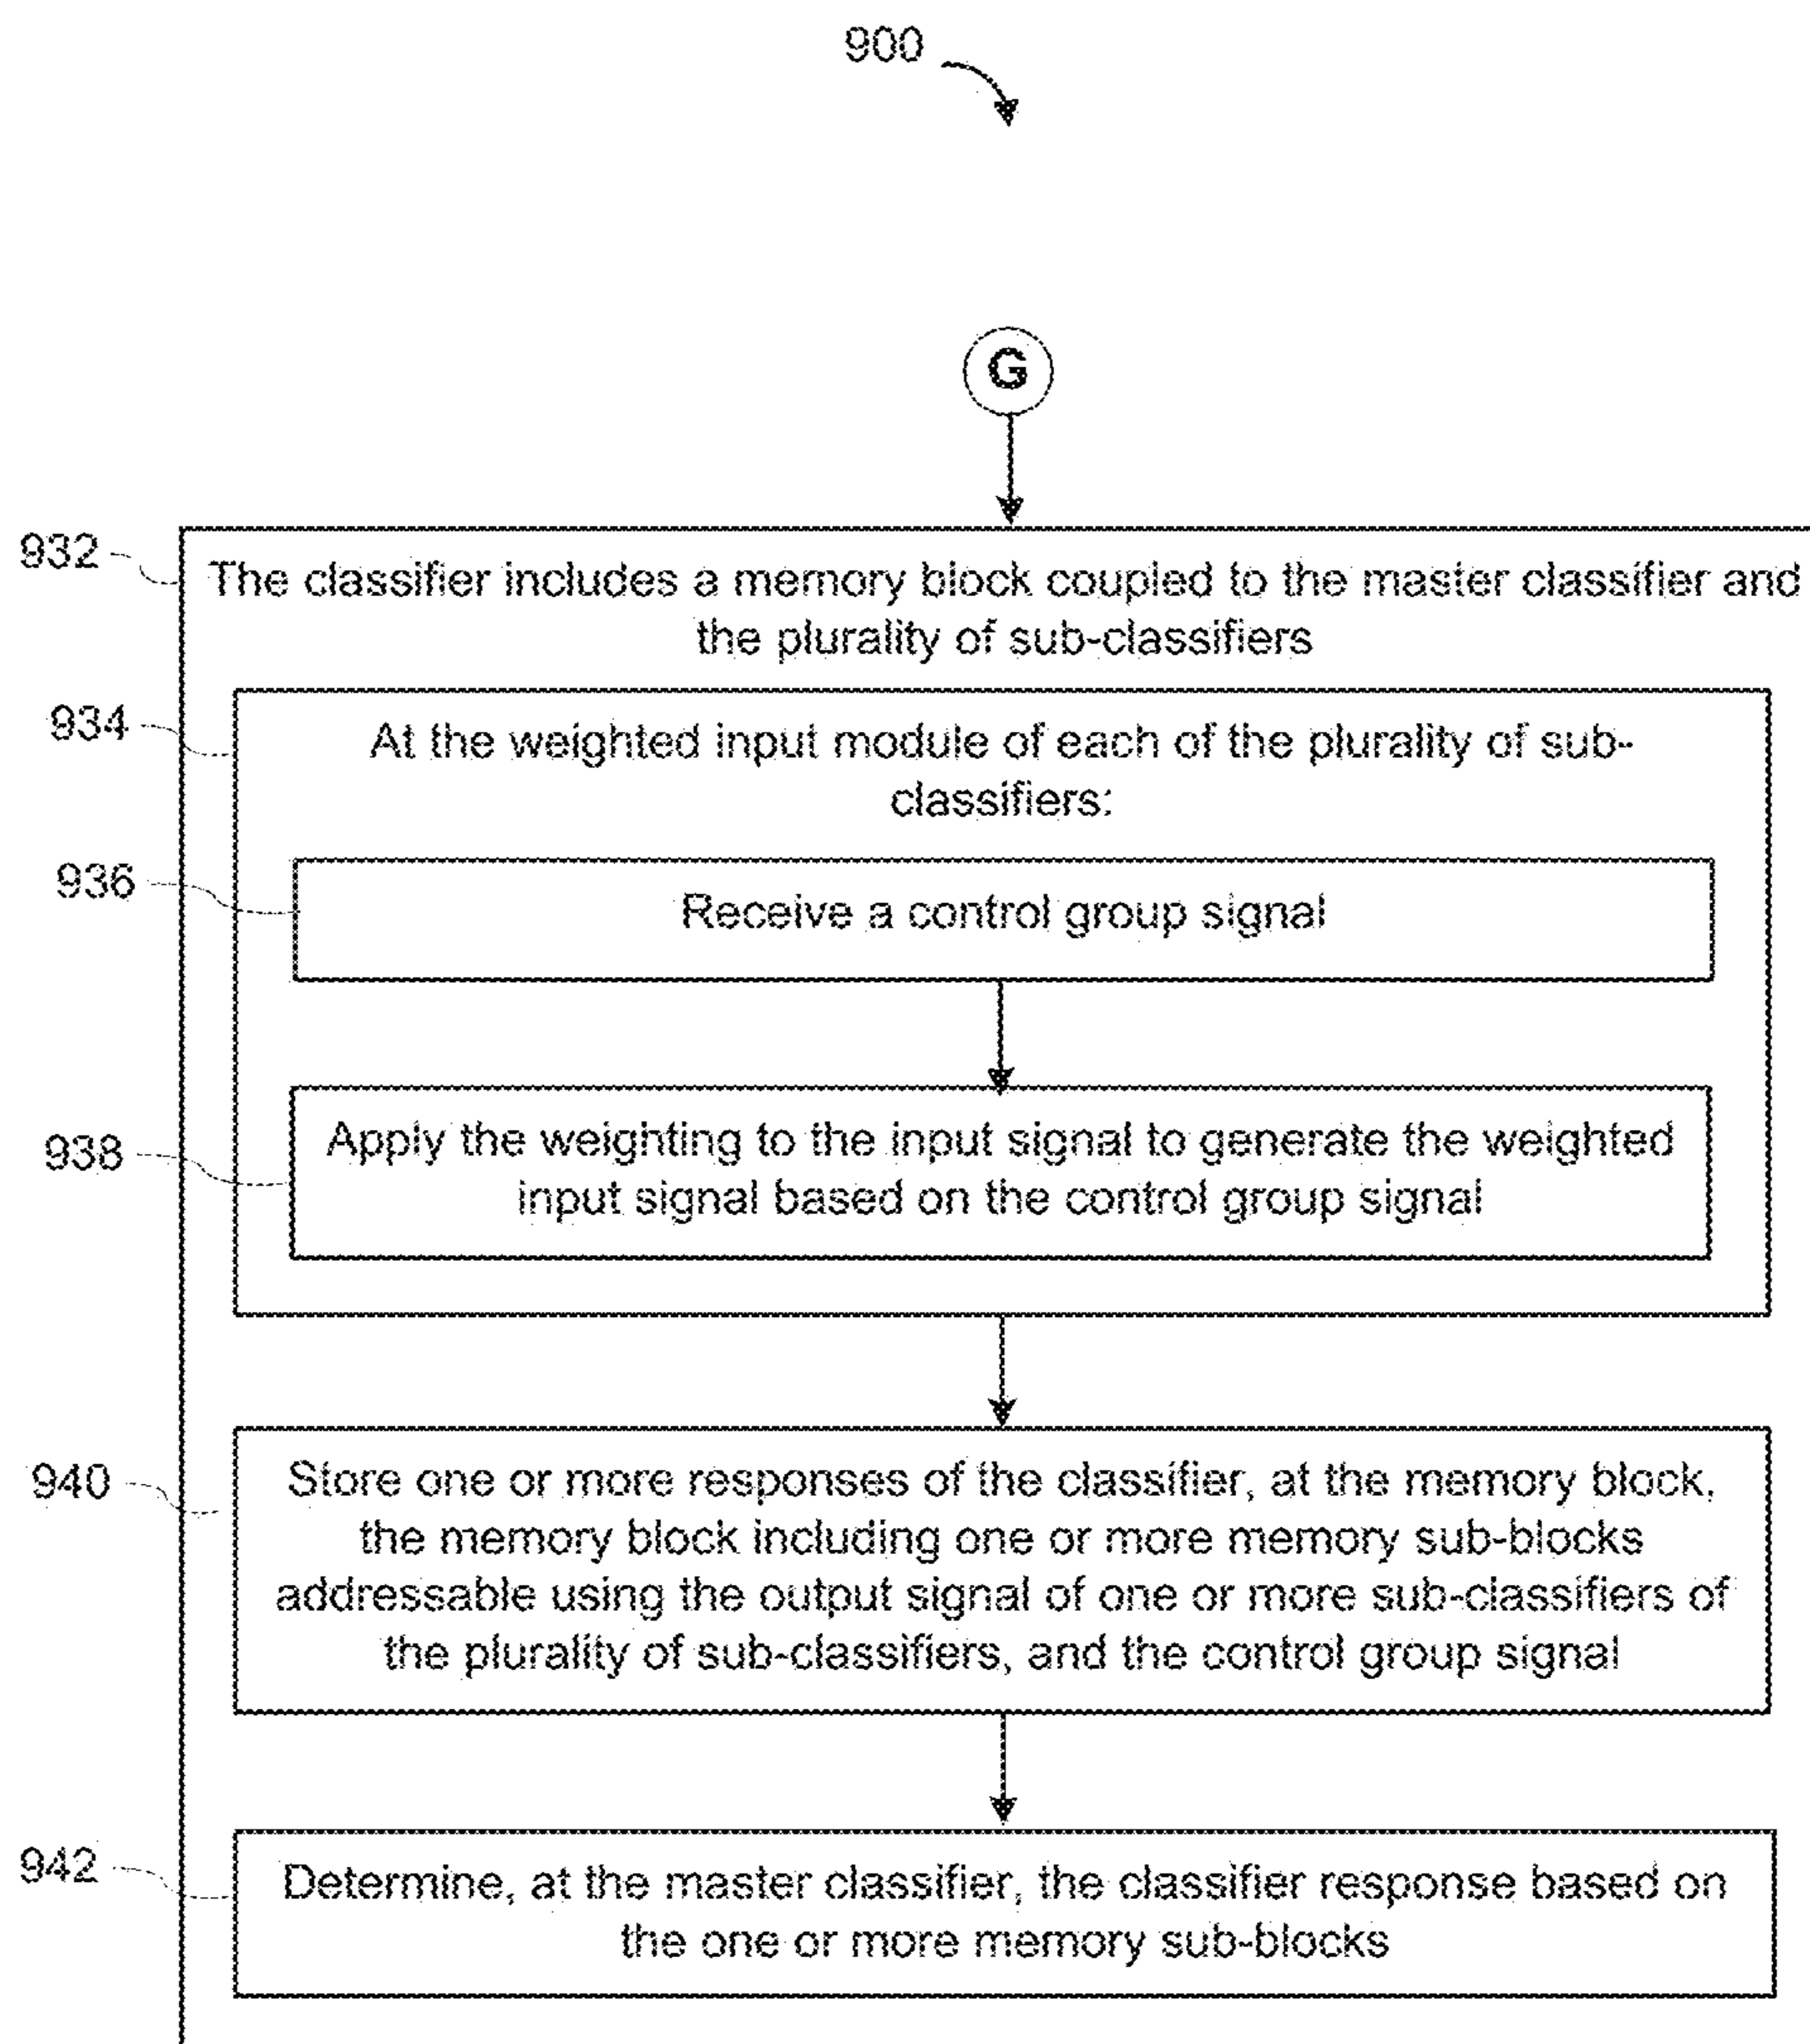 900
G
932
The classifier includes a memory block coupled to the master classifier and
the plurality of sub-classifiers
934
At the weighted input module of each of the plurality of sub-
classifiers:
936
Receive a control group signal
938
Apply the weighting to the input signal to generate the weighted
input signal based on the control group signal
940
Store one or more responses of the classifier, at the memory block,
the memory block including one or more memory sub-blocks
addressable using the output signal of one or more sub-classifiers of
the plurality of sub-classifiers, and the control group signal
942
Determine, at the master classifier, the classifier response based on
the one or more memory sub-blocks